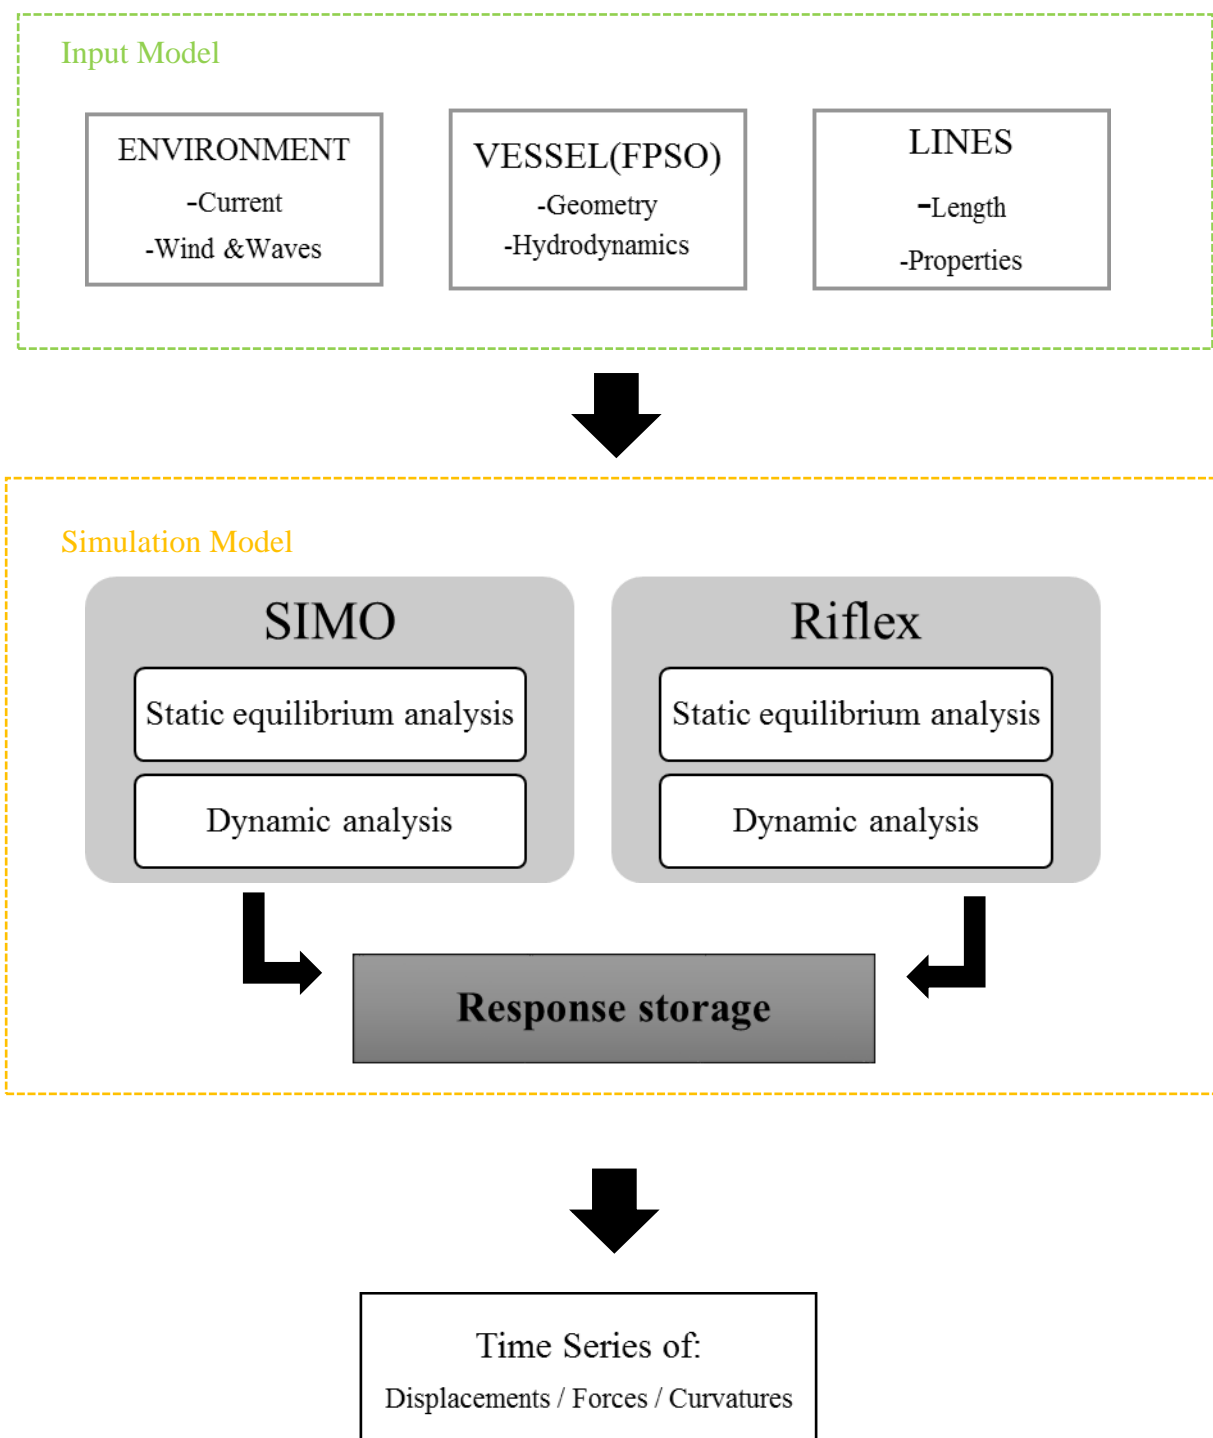 Input Model
ENVIRONMENT
-Current
-Wind &Waves
VESSEL(FPSO)
-Geometry
-Hydrodynamics
LINES
-Length
-Properties
Simulation Model
SIMO
Static equilibrium analysis
Dynamic analysis
Riflex
Static equilibrium analysis
Dynamic analysis
Response storage
Time Series of:
Displacements / Forces / Curvatures